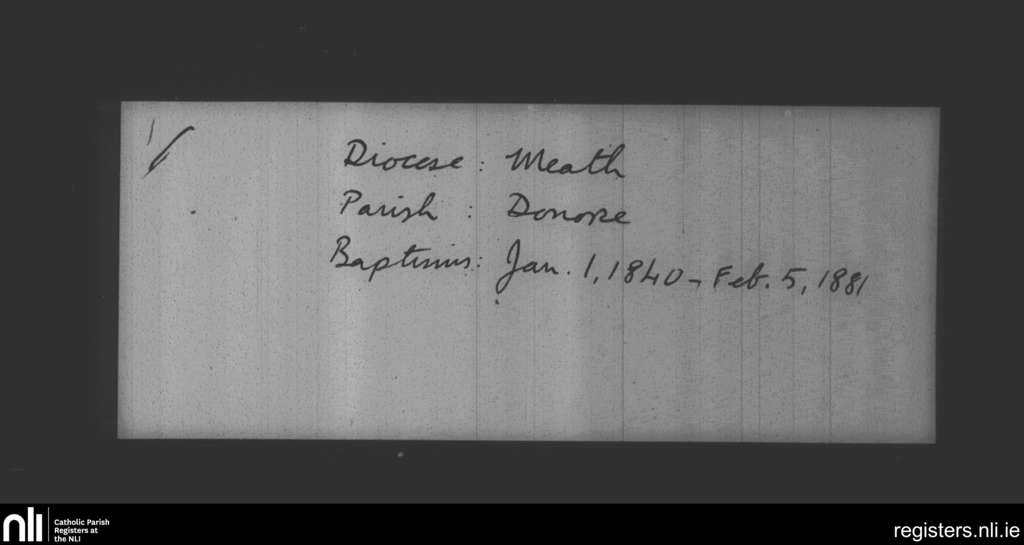 Diocese : Meath
Parish : Donore
Baptisms: Jan. 1, 1840 - Feb. 5, 1881
nli
Catholic Parish
Registers at
the NLI
registers.nli.ie